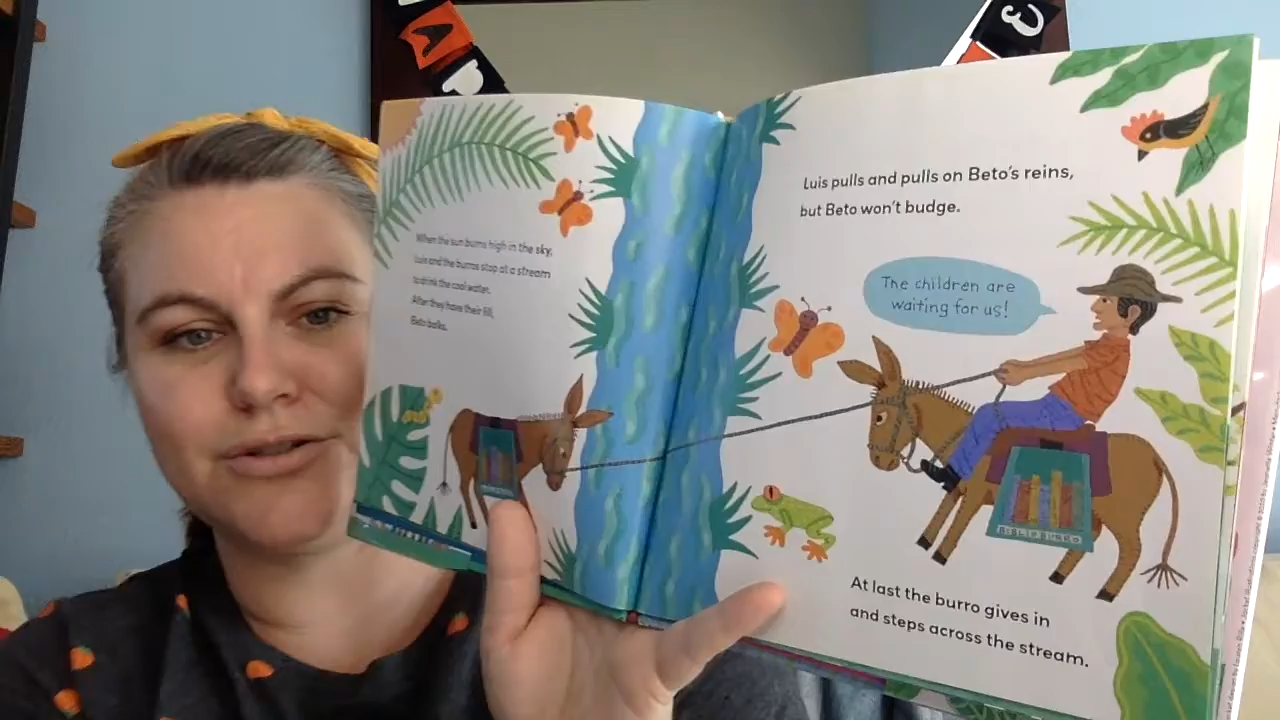 When the sun burns high in the sky,
Luis and the burros stop at a stream
to drink the cool water.
After they have their fill,
Beto balks.
Luis pulls and pulls on Beto's reins,
but Beto won't budge.
The children are
waiting for us!
BIBLIOBURRO
At last the burro gives in
and steps across the stream.